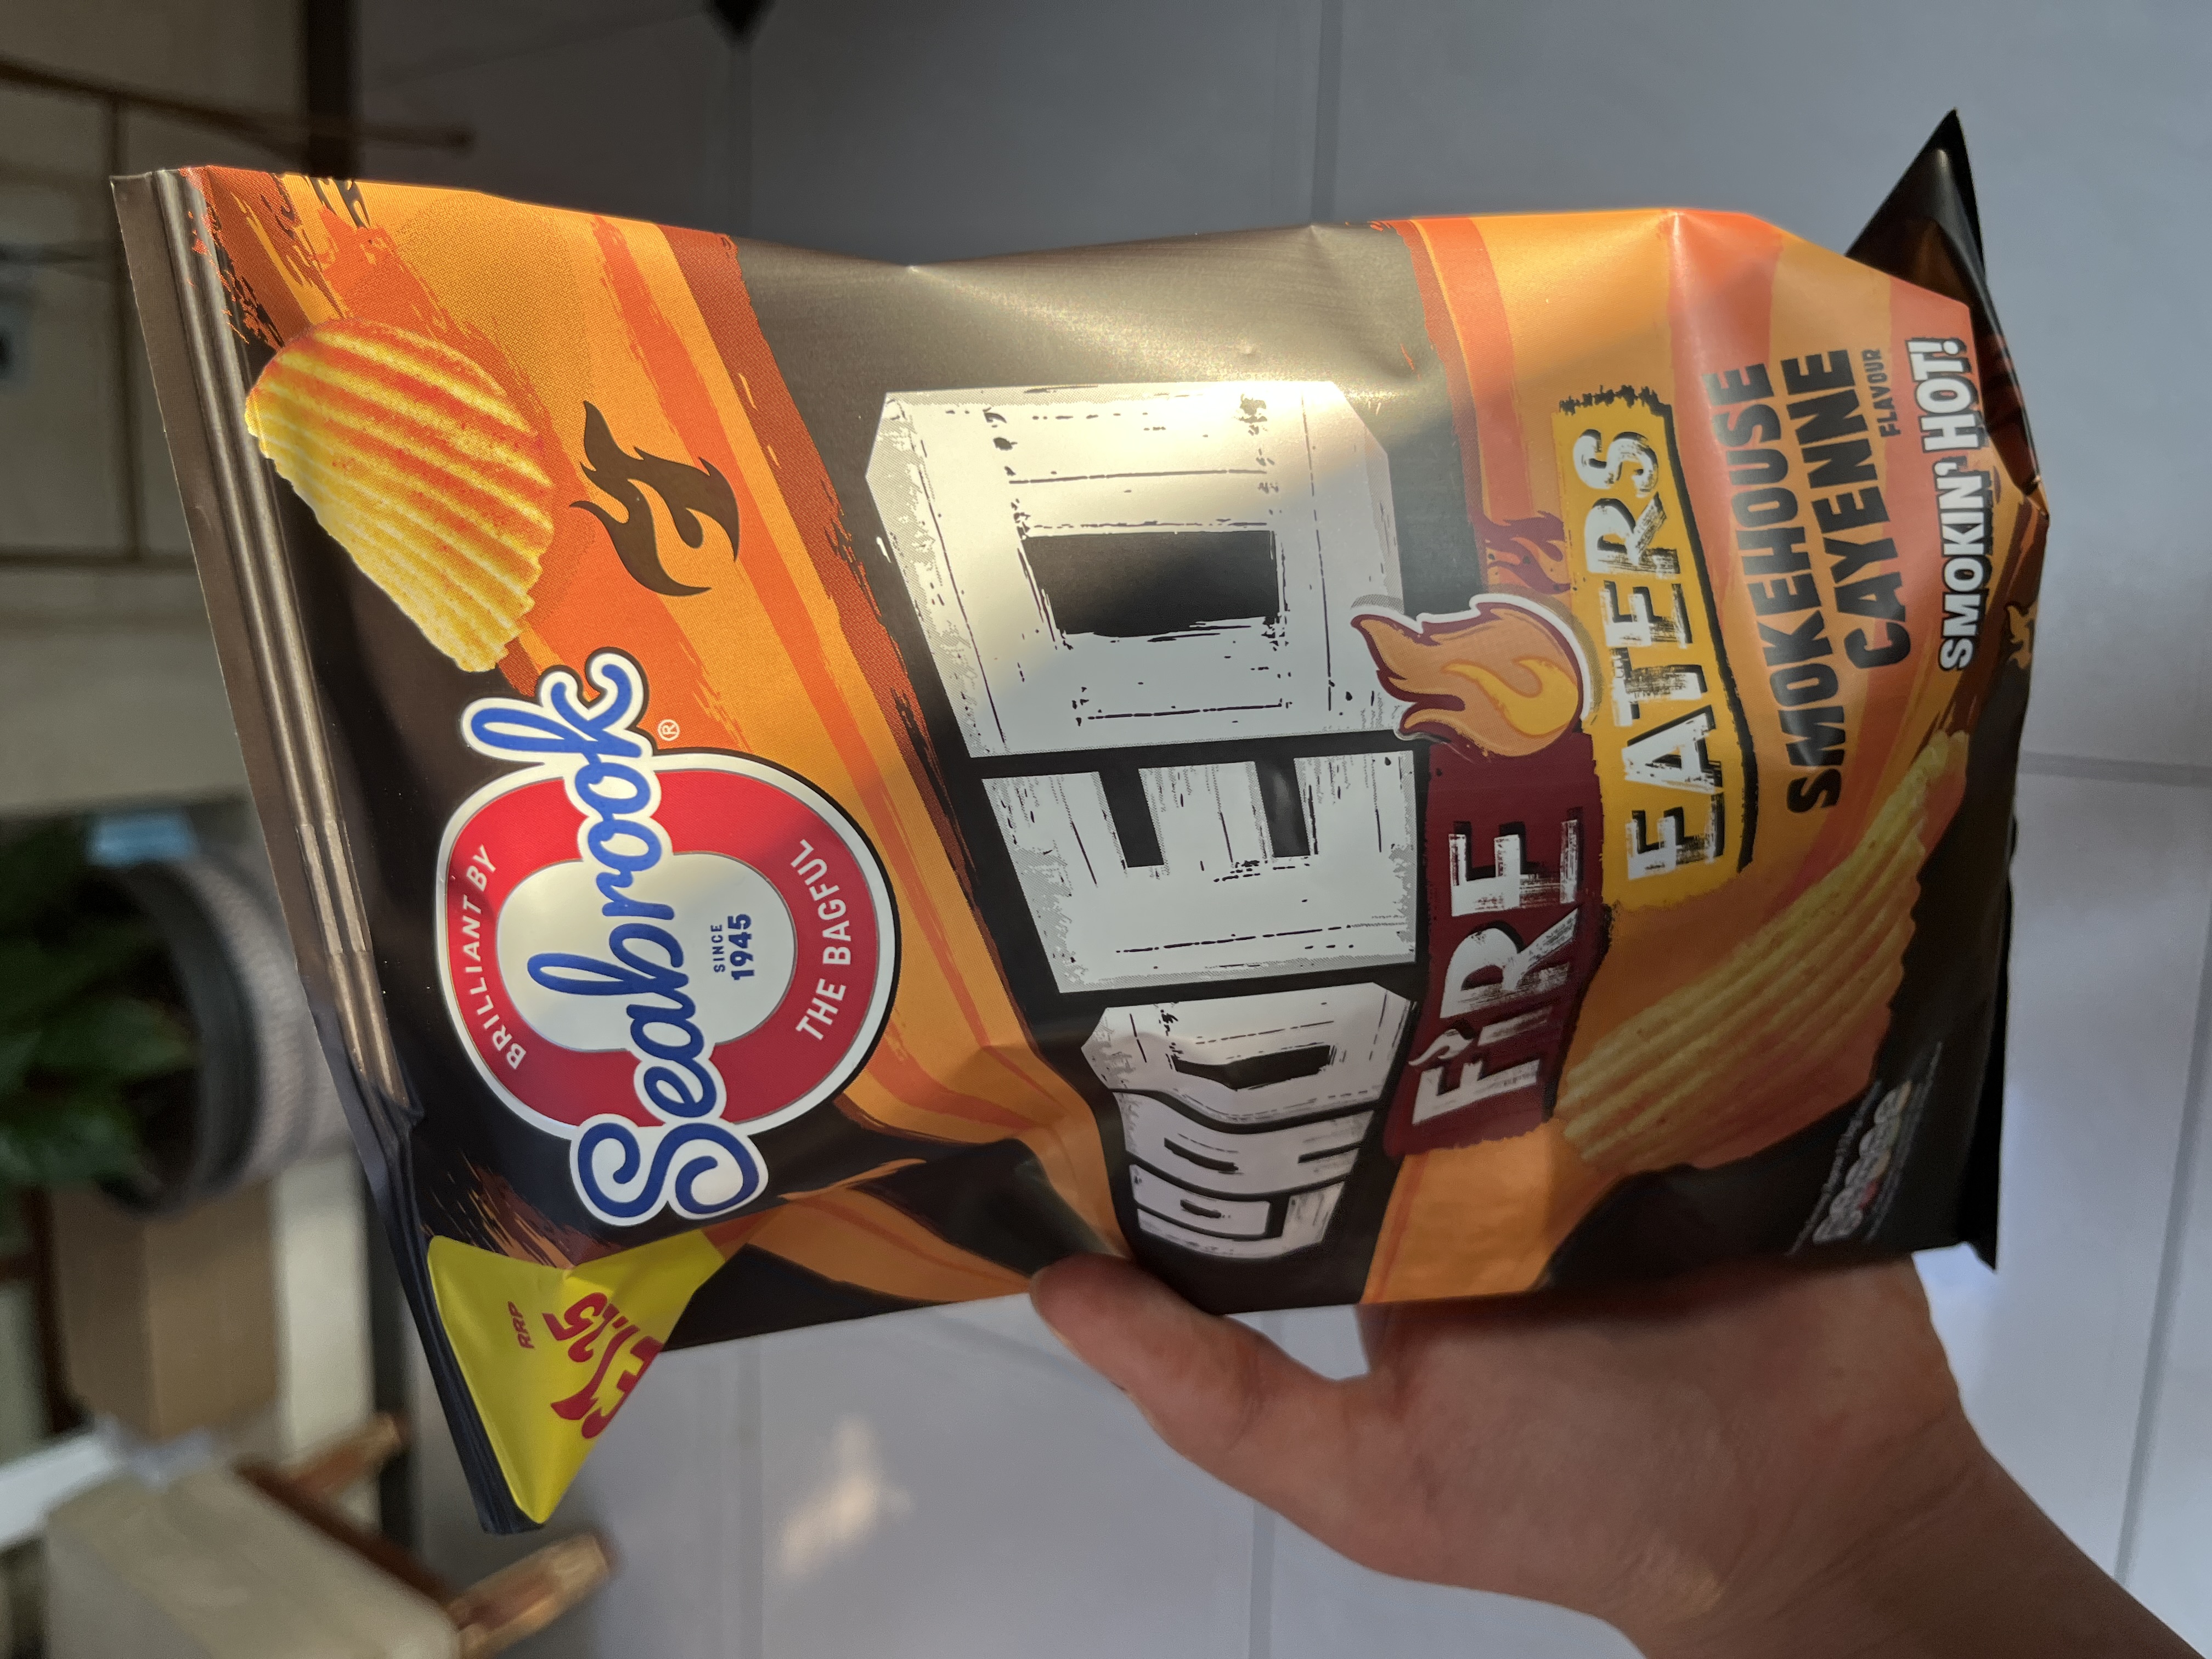 RRP
£1.25
BRILLIANT BY
Seabrook®
SINCE
1945
THE BAGFUL
LOADED
FIRE
EATERS
SMOKEHOUSE
CAYENNE
FLAVOUR
SMOKIN' HOT!